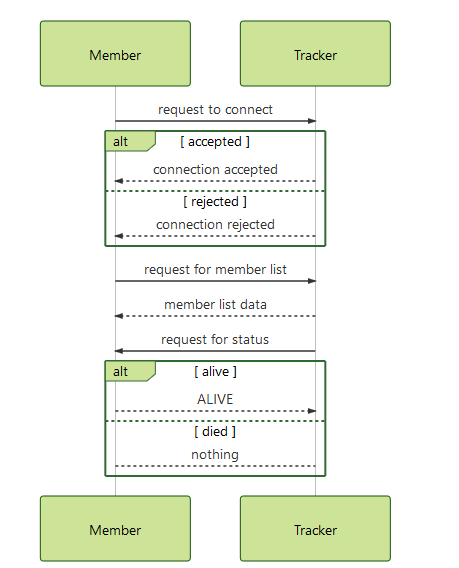 Member Tracker
request to connect
alt [ accepted ]
connection accepted
[ rejected ]
connection rejected
request for member list
member list data
request for status
alt [ alive ]
ALIVE
[ died ]
nothing
Member Tracker